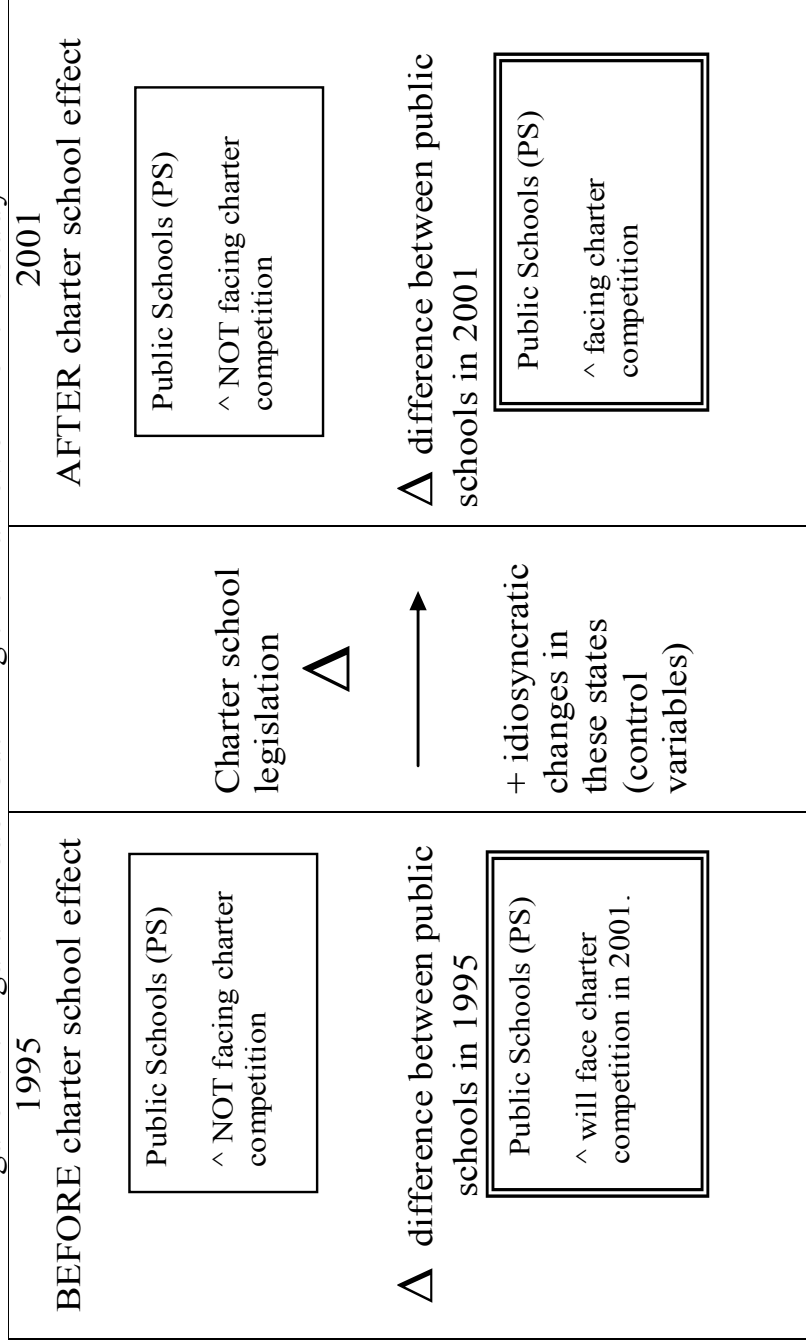 1995
BEFORE charter school effect
Public Schools (PS)
^ NOT facing charter
competition
Δ difference between public
schools in 1995
Public Schools (PS)
^ will face charter
competition in 2001.
Charter school
legislation
Δ
+ idiosyncratic
changes in
these states
(control
variables)
2001
AFTER charter school effect
Public Schools (PS)
^ NOT facing charter
competition
Δ difference between public
schools in 2001
Public Schools (PS)
^ facing charter
competition